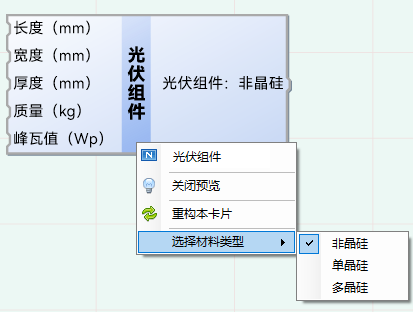 长度（mm）
宽度（mm）
厚度（mm）
质量（kg）
峰瓦值（Wp）
光伏组件
光伏组件：非晶硅
N 光伏组件
关闭预览
重构本卡片
选择材料类型
非晶硅
单晶硅
多晶硅